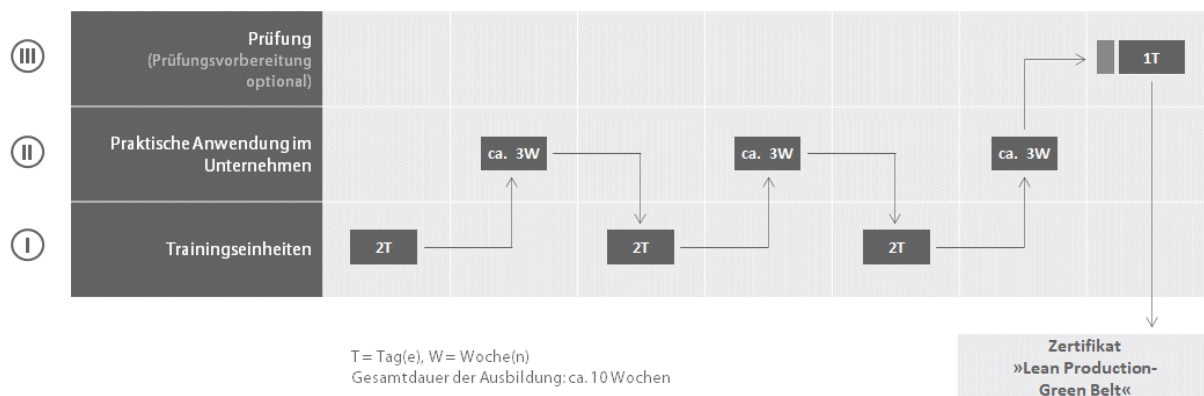 III
Prüfung
(Prüfungsvorbereitung
optional)
1T
II
Praktische Anwendung im
Unternehmen
ca. 3W
ca. 3W
ca. 3W
I
Trainingseinheiten
2T
2T
2T
T = Tag(e), W = Woche(n)
Gesamtdauer der Ausbildung: ca. 10 Wochen
Zertifikat
»Lean Production-
Green Belt«